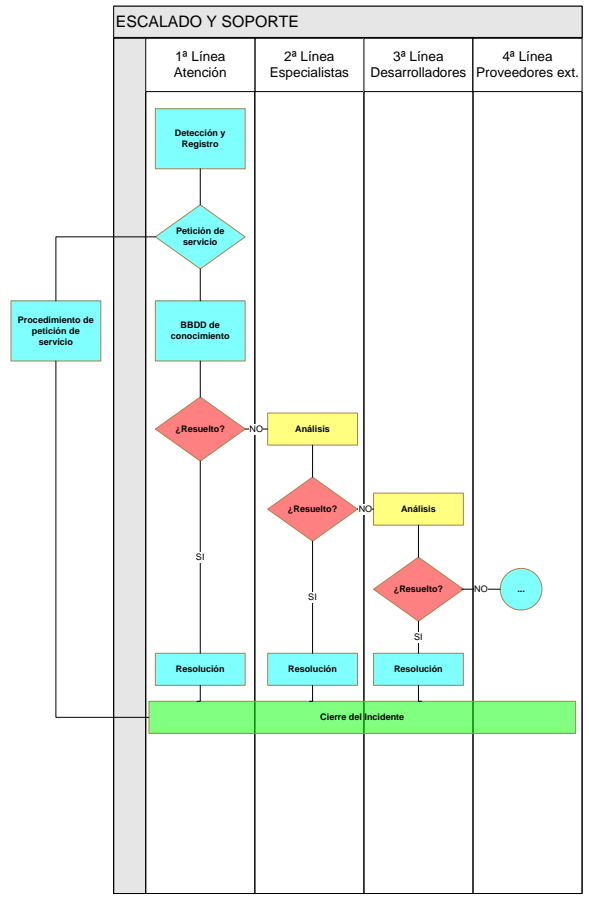 ESCALADO Y SOPORTE
1ª Línea
Atención
2ª Línea
Especialistas
3ª Línea
Desarrolladores
4ª Línea
Proveedores ext.
Detección y
Registro
Petición de
servicio
Procedimiento de
petición de
servicio
BBDD de
conocimiento
¿Resuelto?
NO
Análisis
¿Resuelto?
NO
Análisis
SI
SI
¿Resuelto?
NO
...
SI
Resolución
Resolución
Resolución
Cierre del Incidente